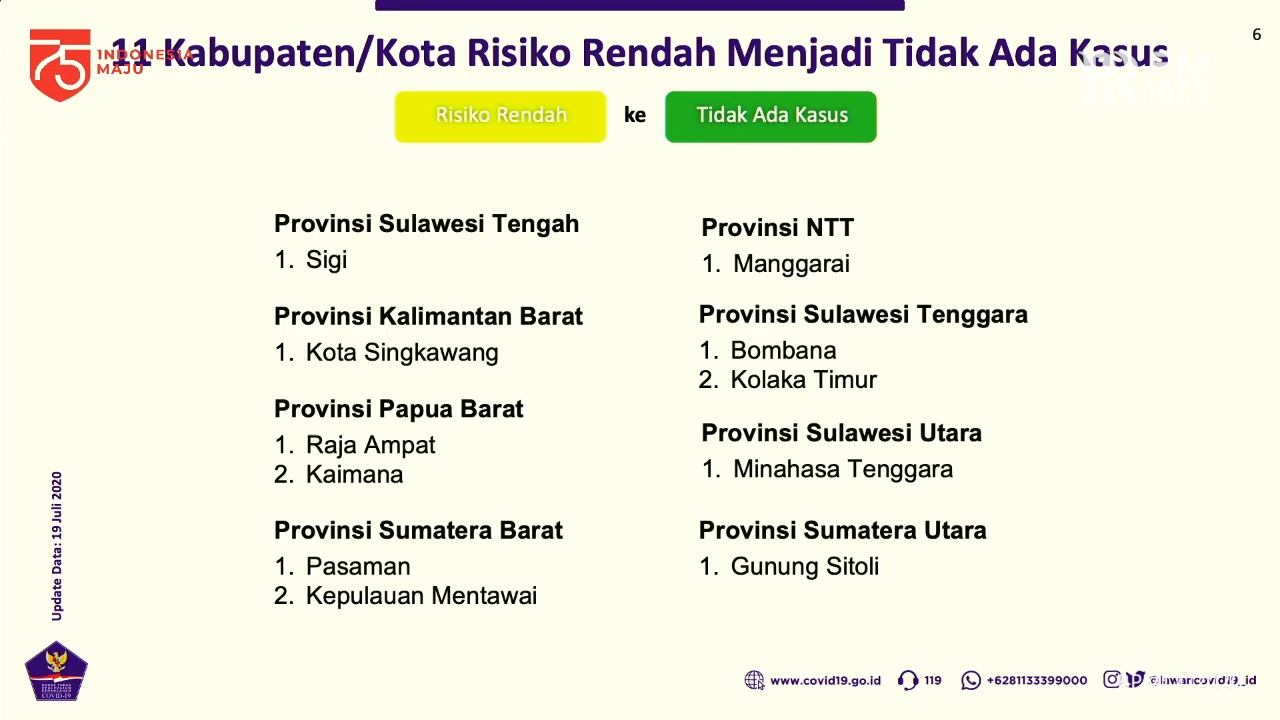 6
75 INDONESIA
MAJU
11 Kabupaten/Kota Risiko Rendah Menjadi Tidak Ada Kasus
Risiko Rendah ke Tidak Ada Kasus
Provinsi Sulawesi Tengah
1. Sigi
Provinsi Kalimantan Barat
1. Kota Singkawang
Provinsi Papua Barat
1. Raja Ampat
2. Kaimana
Provinsi Sumatera Barat
1. Pasaman
2. Kepulauan Mentawai
Provinsi NTT
1. Manggarai
Provinsi Sulawesi Tenggara
1. Bombana
2. Kolaka Timur
Provinsi Sulawesi Utara
1. Minahasa Tenggara
Provinsi Sumatera Utara
1. Gunung Sitoli
Update Data: 19 Juli 2020
COVID-19
www.covid19.go.id 119 +6281133399000 @lawancovid19_id